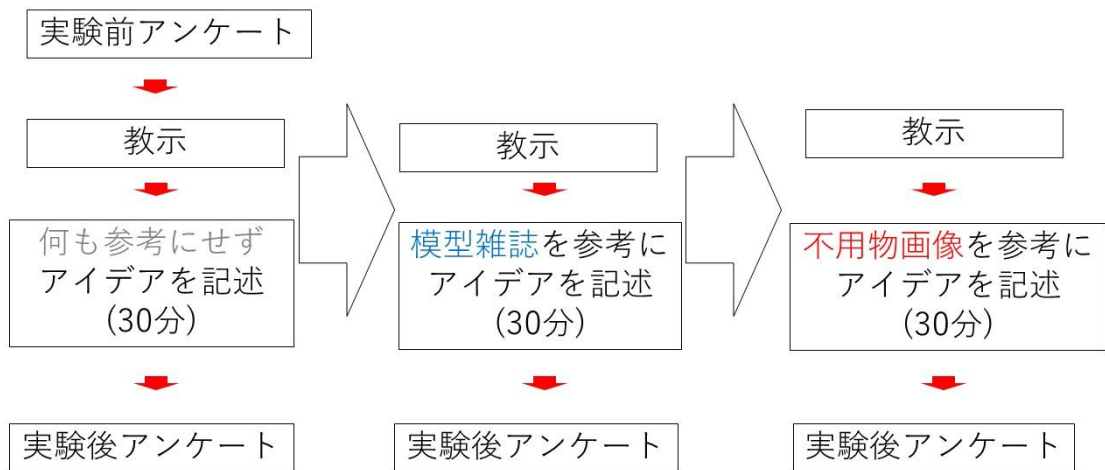 実験前アンケート
教示
何も参考にせず
アイデアを記述
(30分)
実験後アンケート
教示
模型雑誌を参考に
アイデアを記述
(30分)
実験後アンケート
教示
不用物画像を参考に
アイデアを記述
(30分)
実験後アンケート